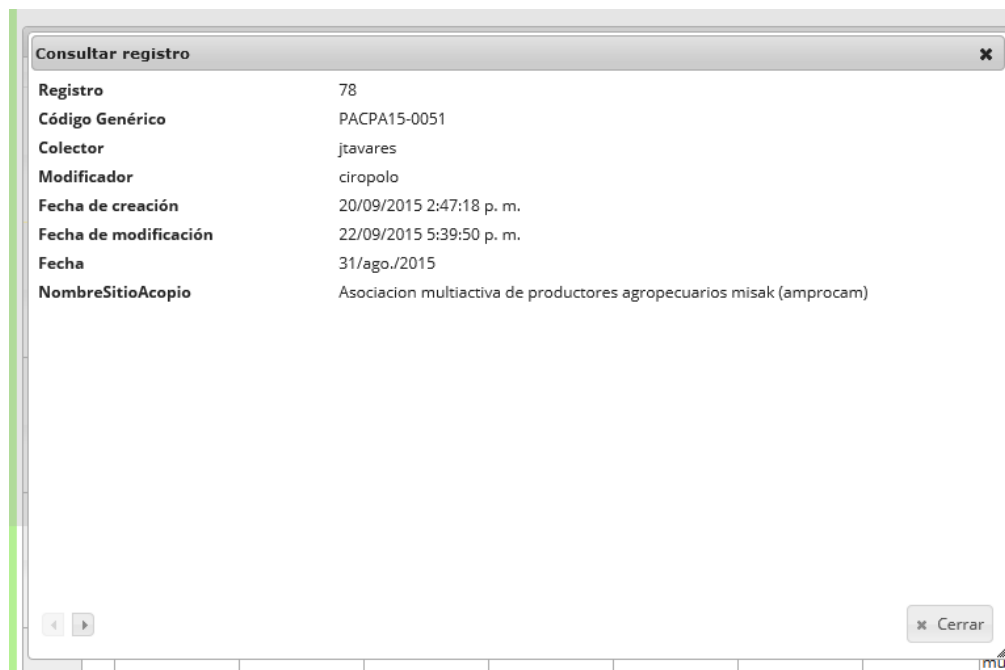 Consultar registro
Registro 78
Código Genérico PACPA15-0051
Colector jtavares
Modificador ciropolo
Fecha de creación 20/09/2015 2:47:18 p. m.
Fecha de modificación 22/09/2015 5:39:50 p. m.
Fecha 31/ago./2015
NombreSitioAcopio Asociacion multiactiva de productores agropecuarios misak (amprocam)
Cerrar